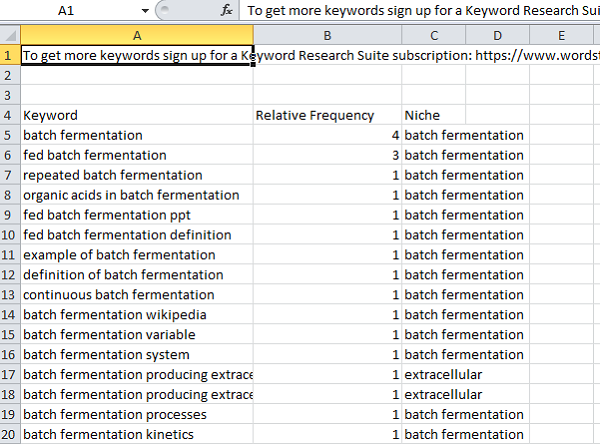 A1 fx To get more keywords sign up for a Keyword Research Sui
A B C D E
1 To get more keywords sign up for a Keyword Research Suite subscription: https://www.wordst
2
3
4 Keyword Relative Frequency Niche
5 batch fermentation 4 batch fermentation
6 fed batch fermentation 3 batch fermentation
7 repeated batch fermentation 1 batch fermentation
8 organic acids in batch fermentation 1 batch fermentation
9 fed batch fermentation ppt 1 batch fermentation
10 fed batch fermentation definition 1 batch fermentation
11 example of batch fermentation 1 batch fermentation
12 definition of batch fermentation 1 batch fermentation
13 continuous batch fermentation 1 batch fermentation
14 batch fermentation wikipedia 1 batch fermentation
15 batch fermentation variable 1 batch fermentation
16 batch fermentation system 1 batch fermentation
17 batch fermentation producing extrace 1 extracellular
18 batch fermentation producing extrace 1 extracellular
19 batch fermentation processes 1 batch fermentation
20 batch fermentation kinetics 1 batch fermentation